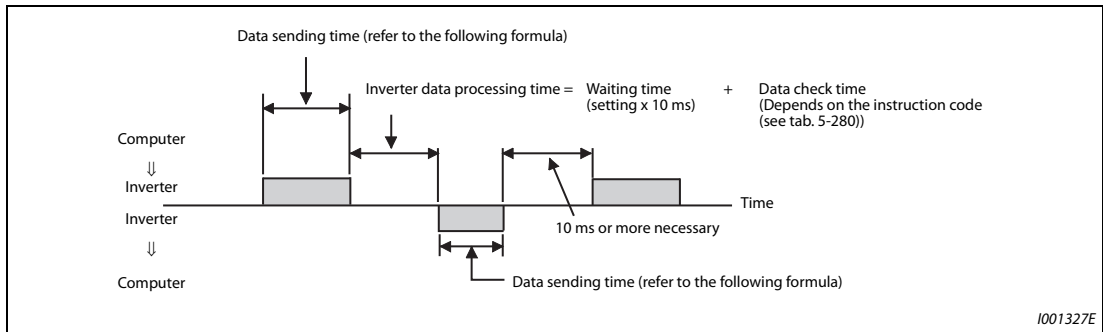 Data sending time (refer to the following formula)
Inverter data processing time = Waiting time + Data check time
(setting x 10 ms) (Depends on the instruction code
(see tab. 5-280))
Computer
⇓
Inverter
Time
Inverter
10 ms or more necessary
⇓
Computer
Data sending time (refer to the following formula)
I001327E